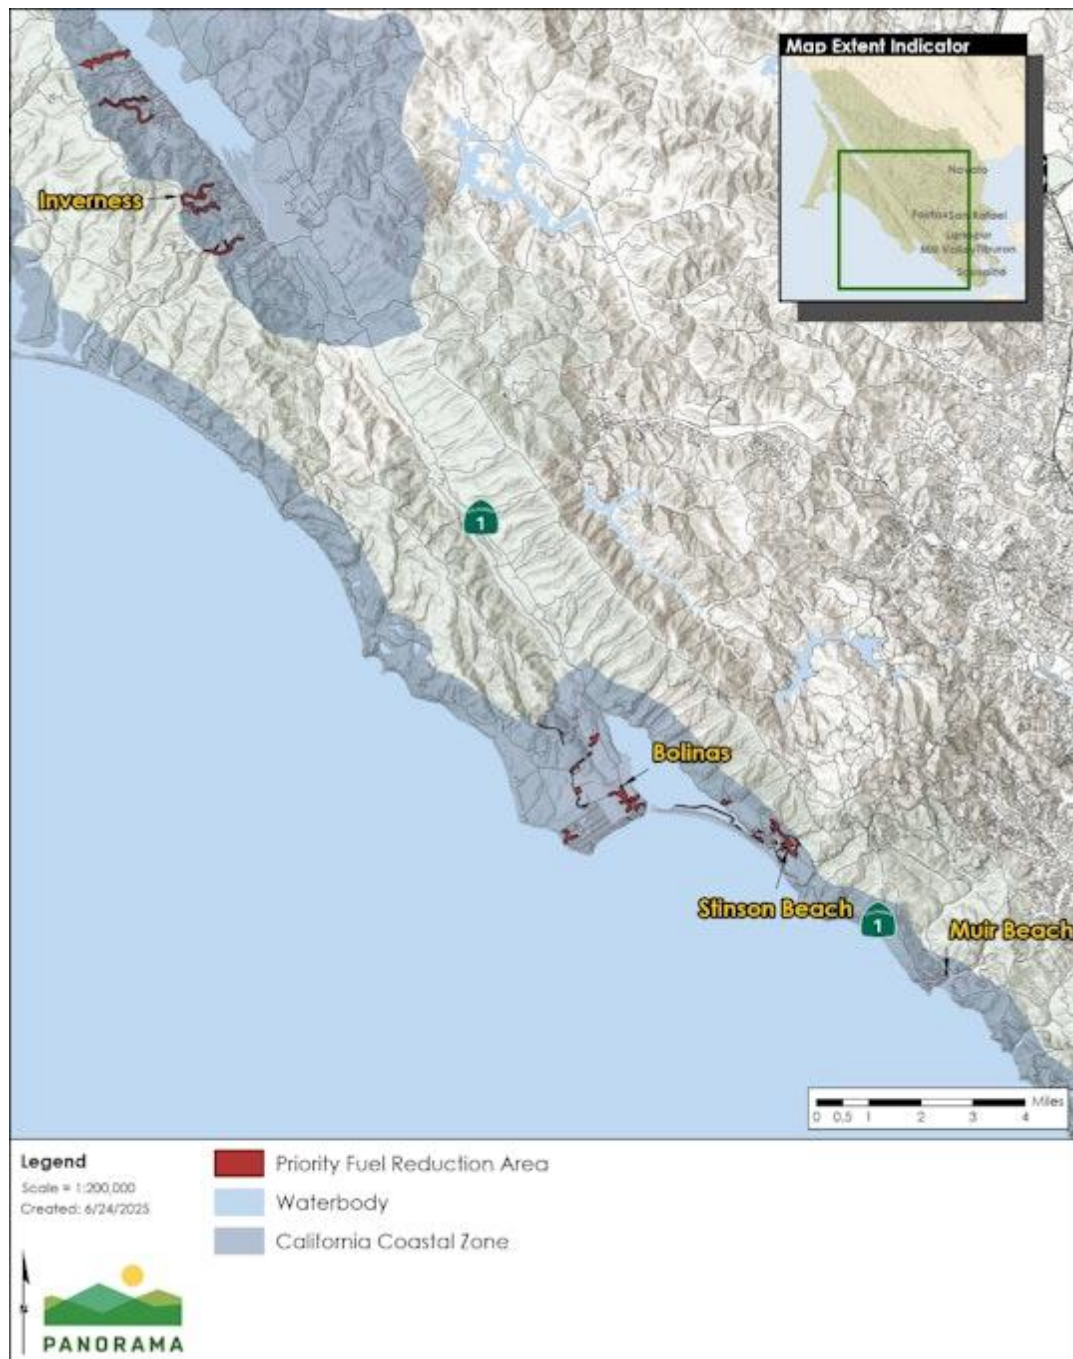 Map Extent Indicator
Novato
San Rafael
Mill Valley
Tiburon
Sausalito
Inverness
1
Bolinas
Stinson Beach
1
Muir Beach
Miles
0 0.5 1 2 3 4
Legend
Scale = 1:200,000
Created: 6/24/2025
Priority Fuel Reduction Area
Waterbody
California Coastal Zone
N
PANORAMA